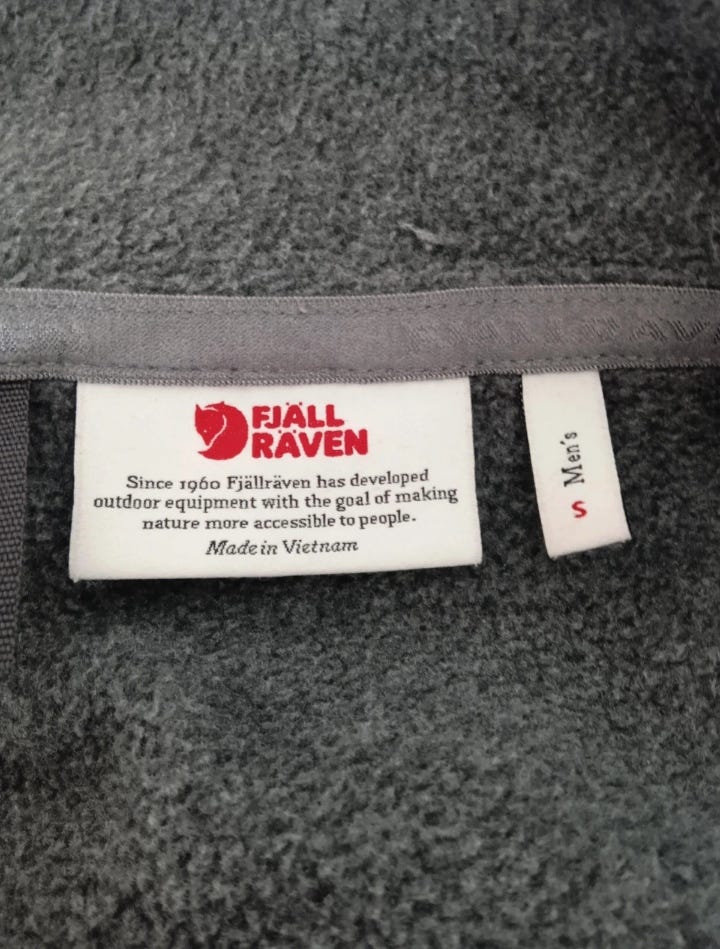 FJÄLL
RÄVEN
Since 1960 Fjällräven has developed
outdoor equipment with the goal of making
nature more accessible to people.
Made in Vietnam
Men's
S